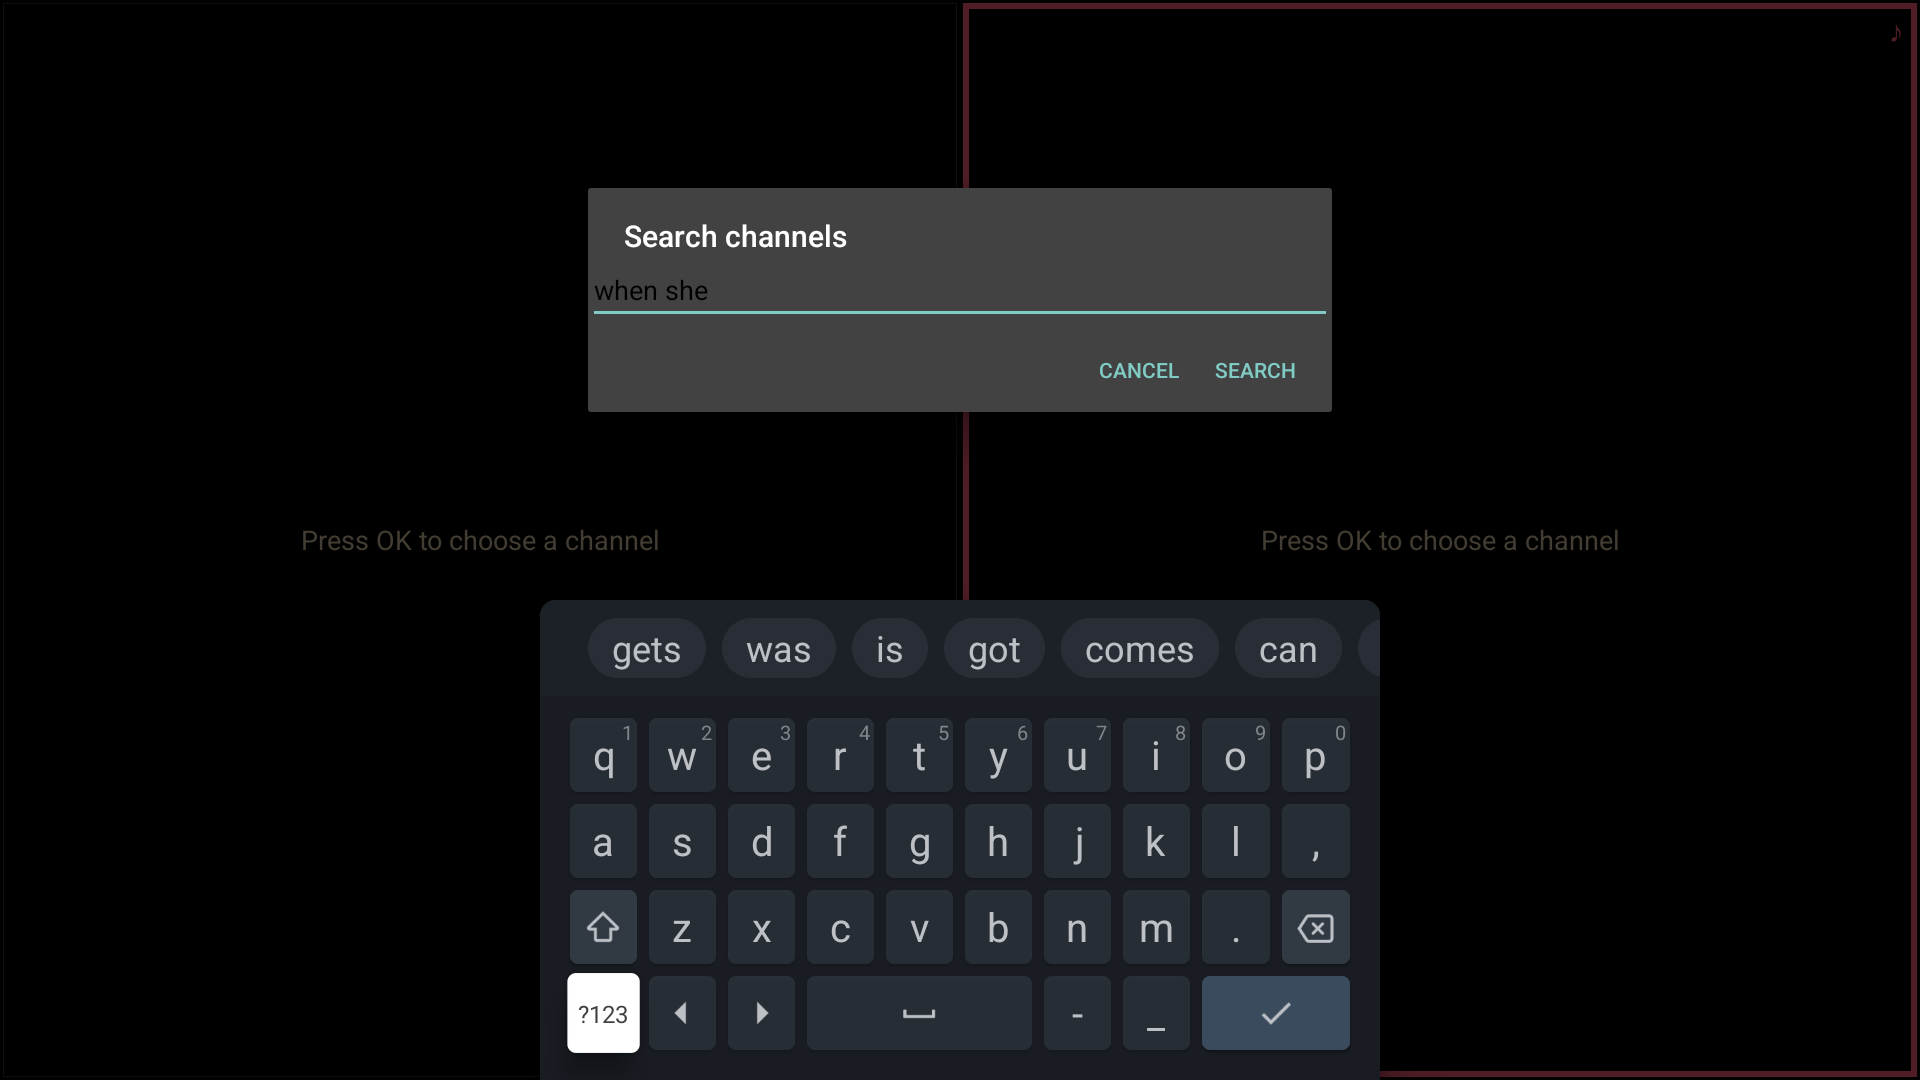 ♪
Search channels
when she
CANCEL SEARCH
Press OK to choose a channel
Press OK to choose a channel
gets was is got comes can
q 1 w 2 e 3 r 4 t 5 y 6 u 7 i 8 o 9 p 0
a s d f g h j k l ,
z x c v b n m .
?123 - _